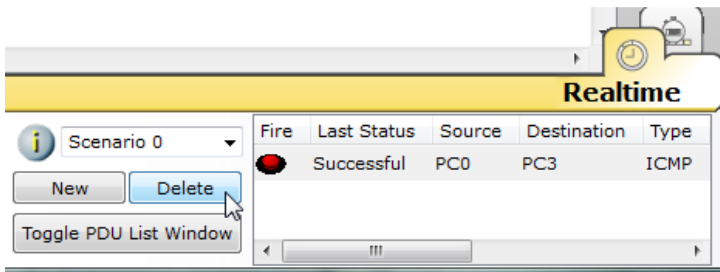 Realtime
Scenario 0
Fire Last Status Source Destination Type
Successful PC0 PC3 ICMP
New Delete
Toggle PDU List Window